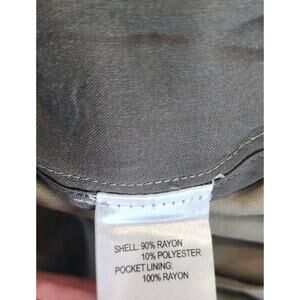 SHELL: 90% RAYON
10% POLYESTER
POCKET LINING:
100% RAYON